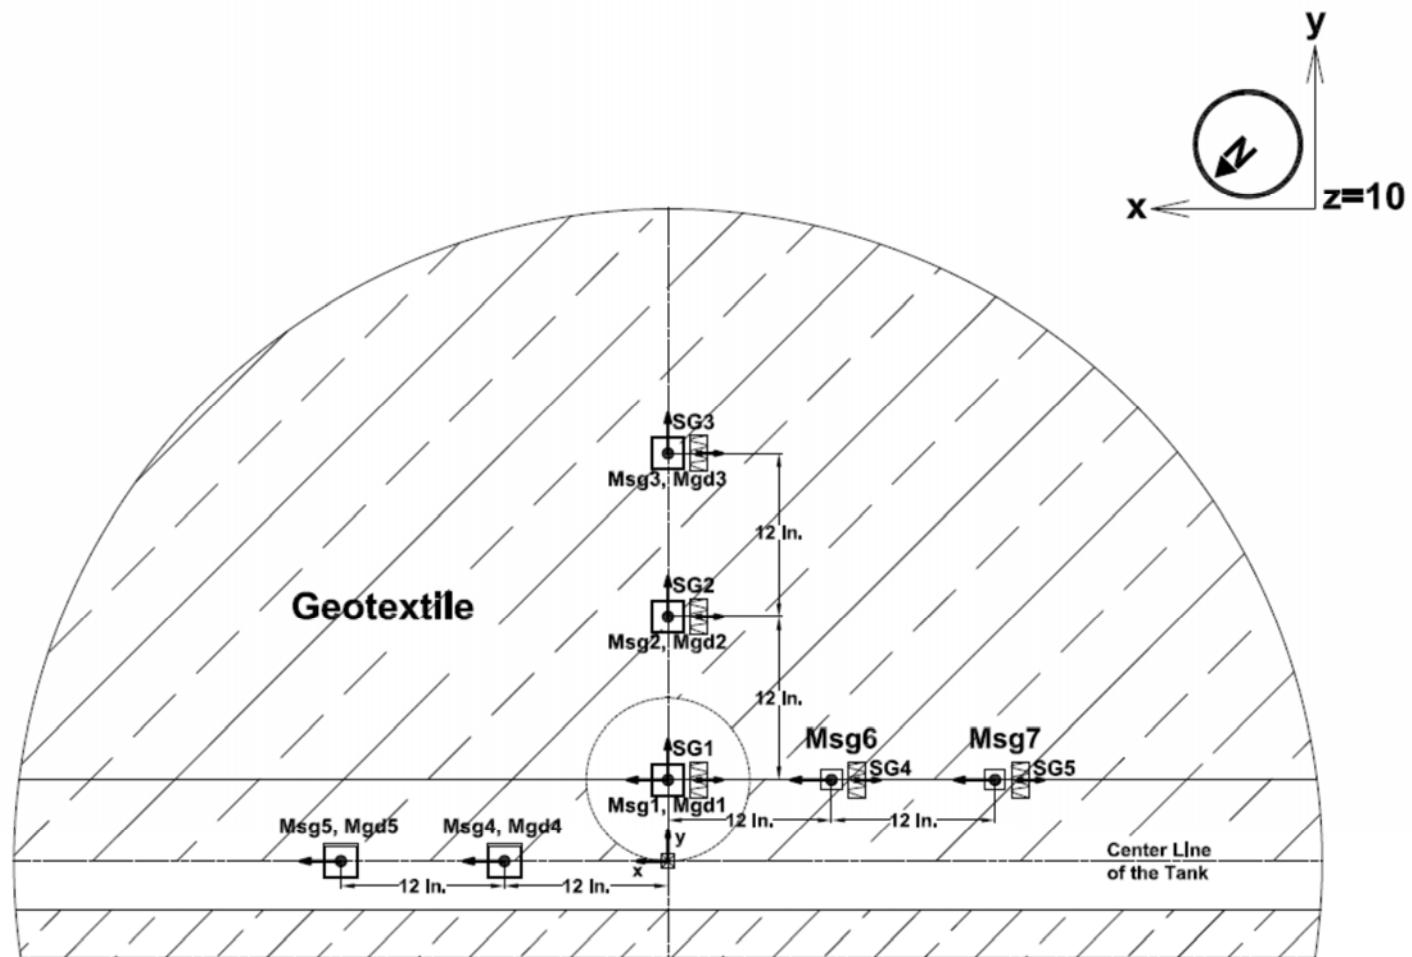 y
N
x
z=10
SG3
Msg3, Mgd3
12 In.
SG2
Geotextile
Msg2, Mgd2
12 In.
Msg6
Msg7
SG1
SG4
SG5
Msg1, Mgd1
12 In.
12 In.
Msg5, Mgd5
Msg4, Mgd4
y
x
Center Line
of the Tank
12 In.
12 In.